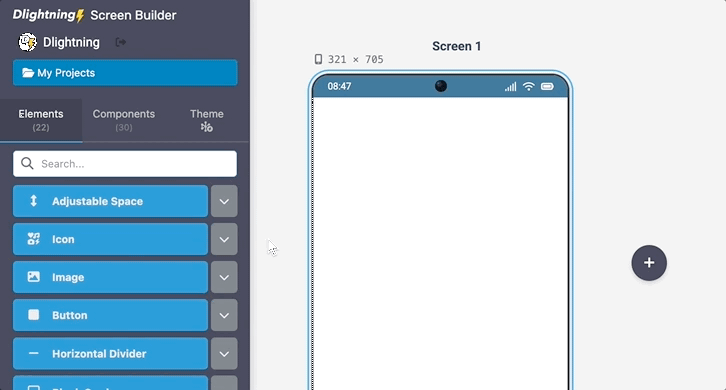 Dlightning Screen Builder
Dlightning
My Projects
Elements
(22)
Components
(30)
Theme
Search...
Adjustable Space
Icon
Image
Button
Horizontal Divider
Screen 1
321 × 705
08:47